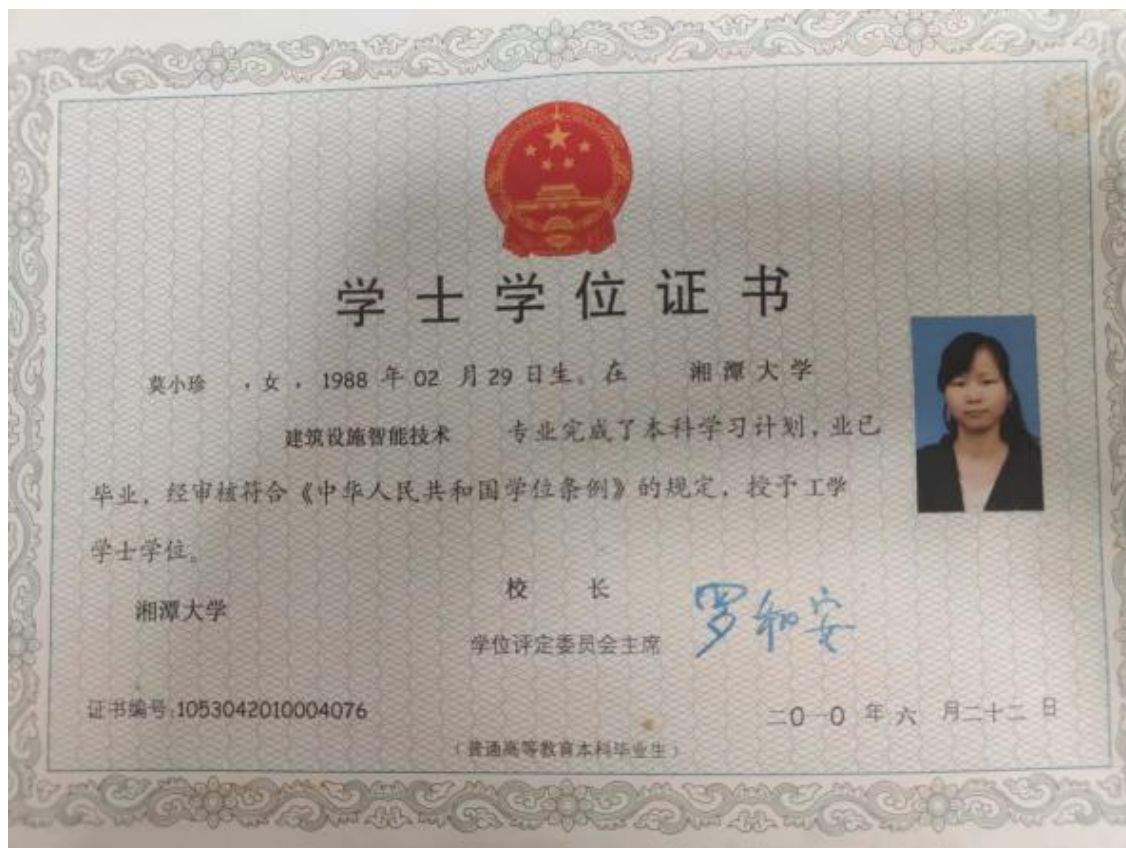 学士学位证书
莫小珍 ，女，1988 年 02 月 29 日生。在 湘潭大学
建筑设施智能技术 专业完成了本科学习计划，业已
毕业，经审核符合《中华人民共和国学位条例》的规定，授予 工学
学士学位。
湘潭大学
校 长
学位评定委员会主席
罗和安
证书编号:1053042010004076
二0一0 年 六 月二十二 日
（普通高等教育本科毕业生）